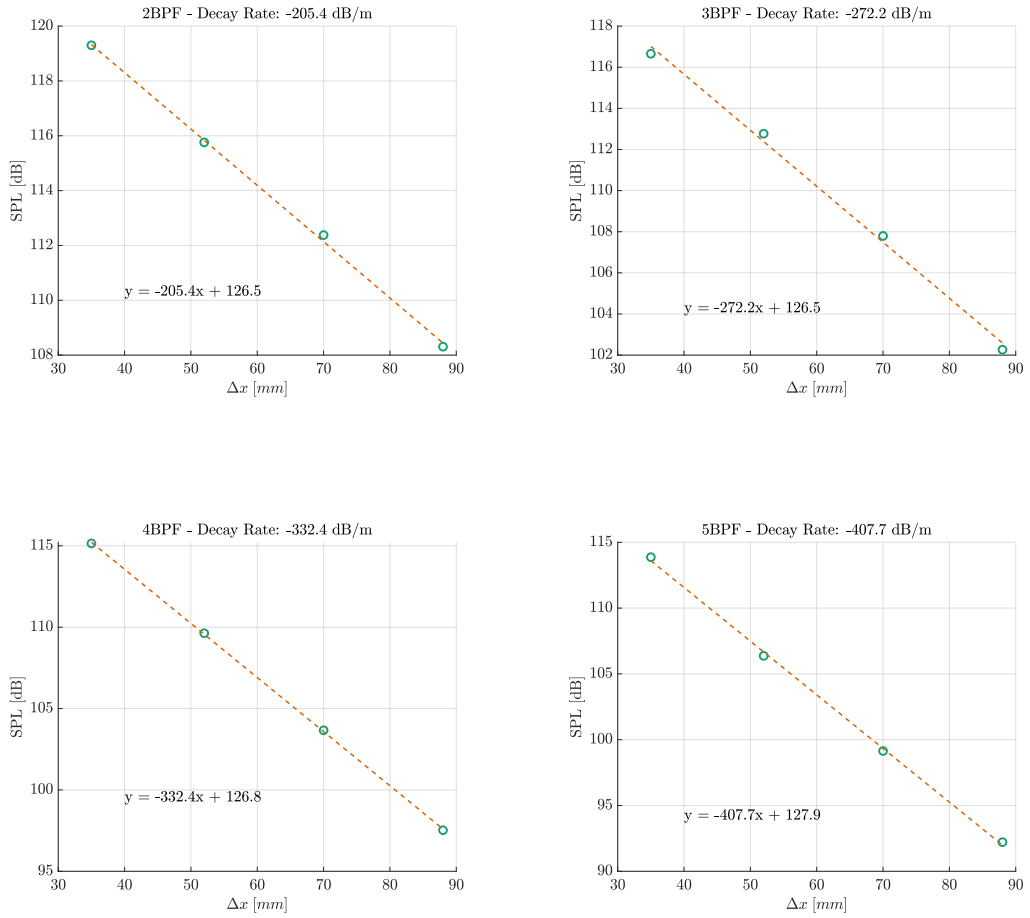 2BPF - Decay Rate: -205.4 dB/m
120
118
116
114
112
110
108
SPL [dB]
y = -205.4x + 126.5
30 40 50 60 70 80 90
Δx [mm]
3BPF - Decay Rate: -272.2 dB/m
118
116
114
112
110
108
106
104
102
SPL [dB]
y = -272.2x + 126.5
30 40 50 60 70 80 90
Δx [mm]
4BPF - Decay Rate: -332.4 dB/m
115
110
105
100
95
SPL [dB]
y = -332.4x + 126.8
30 40 50 60 70 80 90
Δx [mm]
5BPF - Decay Rate: -407.7 dB/m
115
110
105
100
95
90
SPL [dB]
y = -407.7x + 127.9
30 40 50 60 70 80 90
Δx [mm]